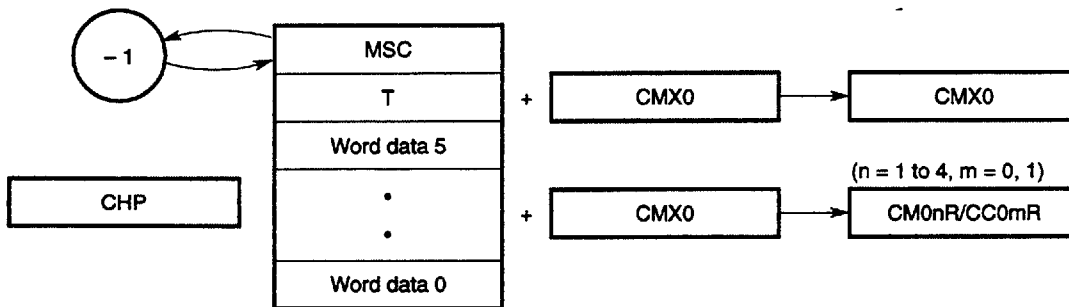 – 1
MSC
T
+
CMX0
CMX0
Word data 5
(n = 1 to 4, m = 0, 1)
CHP
+
CMX0
CM0nR/CC0mR
Word data 0